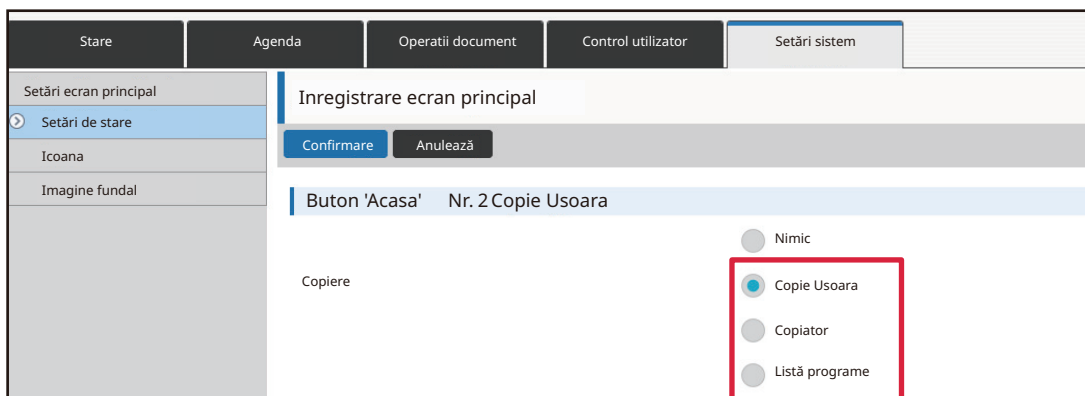 Stare Agenda Operatii document Control utilizator Setări sistem
Setări ecran principal
Setări de stare
Icoana
Imagine fundal
Inregistrare ecran principal
Confirmare Anulează
Buton 'Acasa' Nr. 2 Copie Usoara
Nimic
Copiere
Copie Usoara
Copiator
Listă programe